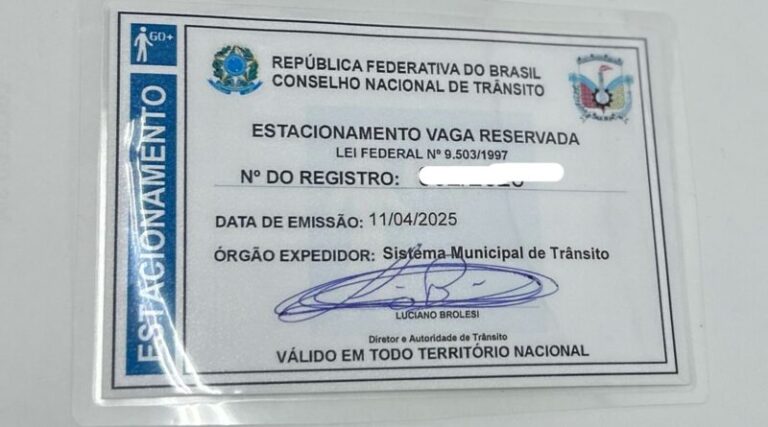 60+
ESTACIONAMENTO
REPÚBLICA FEDERATIVA DO BRASIL
CONSELHO NACIONAL DE TRÂNSITO
ESTACIONAMENTO VAGA RESERVADA
LEI FEDERAL Nº 9.503/1997
Nº DO REGISTRO:
DATA DE EMISSÃO: 11/04/2025
ÓRGÃO EXPEDIDOR: Sistema Municipal de Trânsito
LUCIANO BROLESI
Diretor e Autoridade de Trânsito
VÁLIDO EM TODO TERRITÓRIO NACIONAL